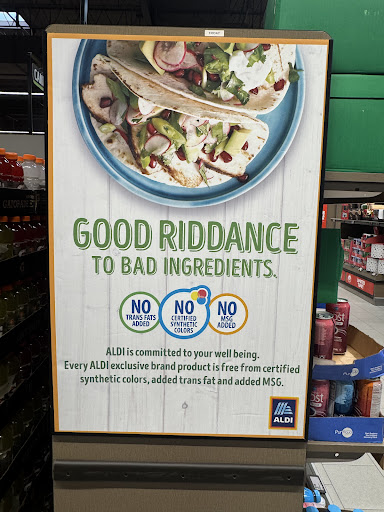 GOOD RIDDANCE
TO BAD INGREDIENTS.
NO
TRANS FATS
ADDED
NO
CERTIFIED
SYNTHETIC
COLORS
NO
MSG
ADDED
ALDI is committed to your well being.
Every ALDI exclusive brand product is free from certified
synthetic colors, added trans fat and added MSG.
ALDI